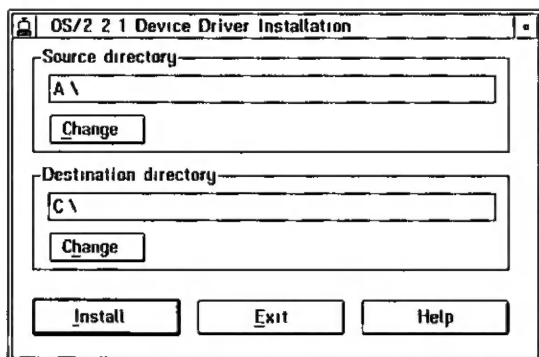 OS/2 2 1 Device Driver Installation
Source directory
A \
Change
Destination directory
C \
Change
Install Exit Help